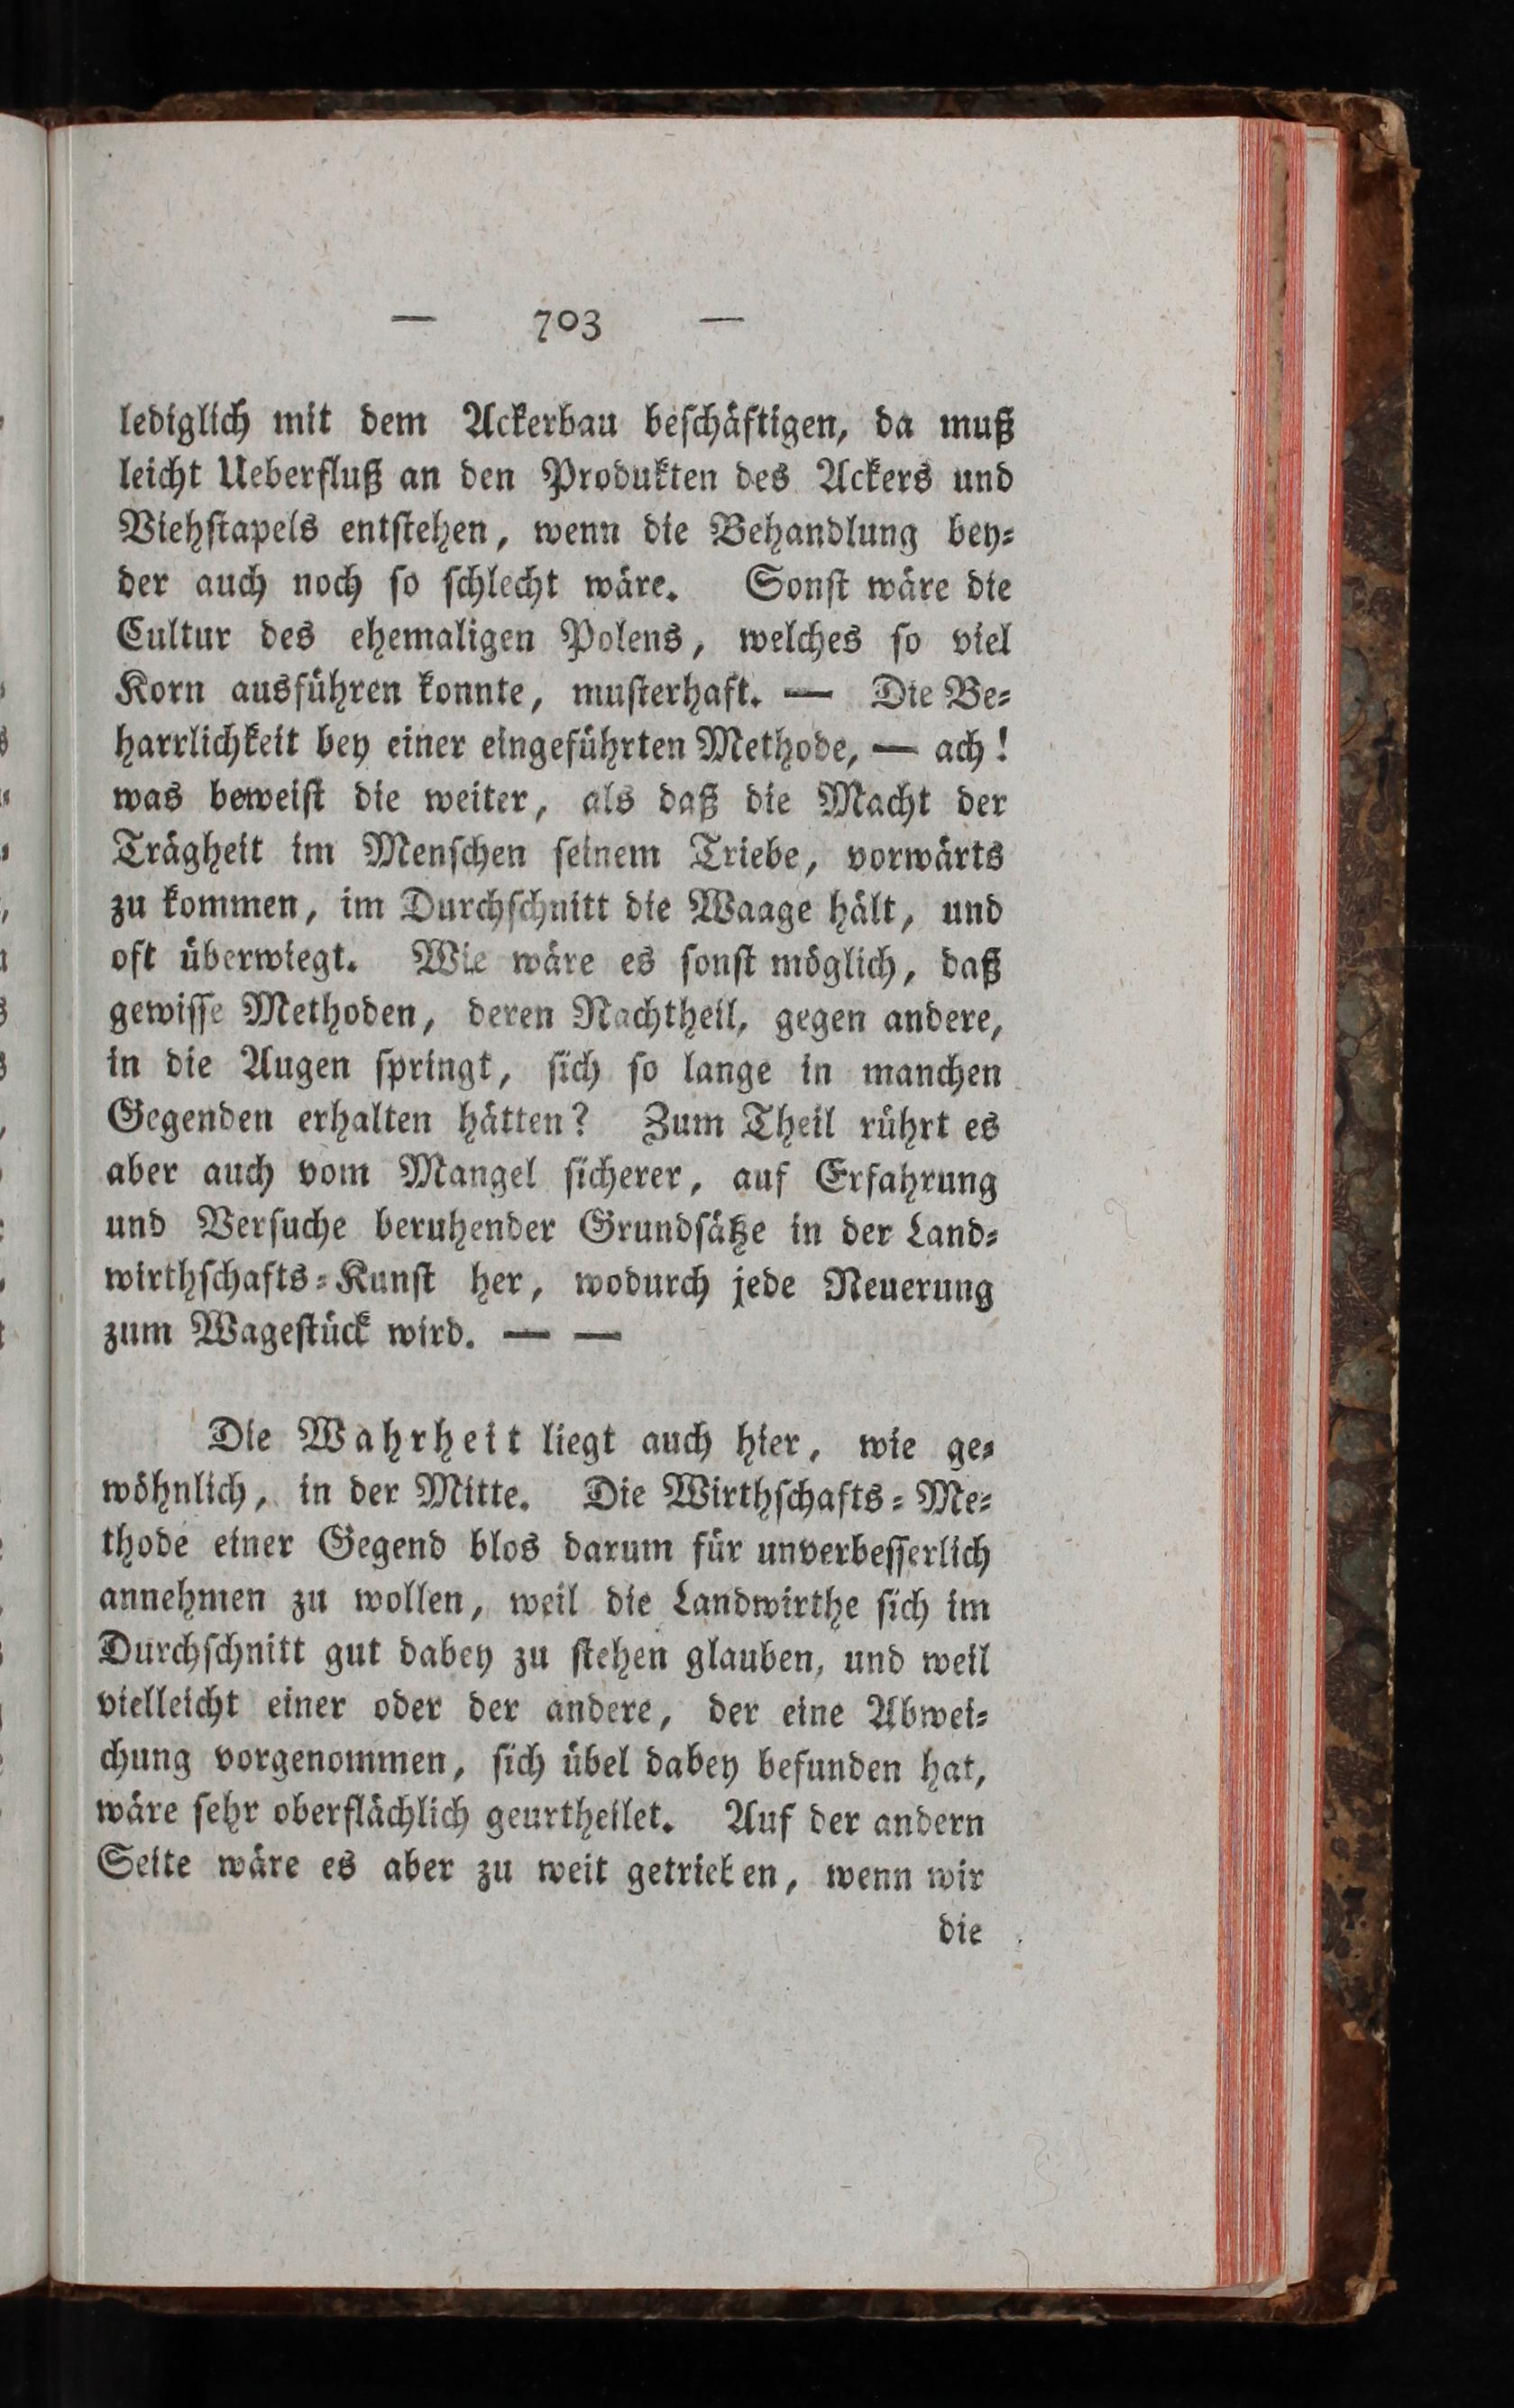 — 703 —
lediglich mit dem Ackerbau beſchäftigen, da muß
leicht Ueberfluß an den Produkten des Ackers und
Viehſtapels entſtehen, wenn die Behandlung bey⸗
der auch noch ſo ſchlecht wäre. Sonſt wäre die
Cultur des ehemaligen Polens, welches ſo viel
Korn ausführen konnte, muſterhaft. — Die Be⸗
harrlichkeit bey einer eingeführten Methode, — ach!
was beweiſt die weiter, als daß die Macht der
Trägheit im Menſchen ſeinem Triebe, vorwärts
zu kommen, im Durchſchnitt die Waage hält, und
oft überwiegt. Wie wäre es ſonſt möglich, daß
gewiſſe Methoden, deren Nachtheil, gegen andere,
in die Augen ſpringt, ſich ſo lange in manchen
Gegenden erhalten hätten? Zum Theil rührt es
aber auch vom Mangel ſicherer, auf Erfahrung
und Verſuche beruhender Grundſätze in der Land⸗
wirthſchafts⸗Kunſt her, wodurch jede Neuerung
zum Wageſtück wird. — —
Die Wahrheit liegt auch hier, wie ge⸗
wöhnlich, in der Mitte. Die Wirthſchafts⸗Me⸗
thode einer Gegend blos darum für unverbeſſerlich
annehmen zu wollen, weil die Landwirthe ſich im
Durchſchnitt gut dabey zu ſtehen glauben, und weil
vielleicht einer oder der andere, der eine Abwei⸗
chung vorgenommen, ſich übel dabey befunden hat,
wäre ſehr oberflächlich geurtheilet. Auf der andern
Seite wäre es aber zu weit getrieben, wenn wir
die